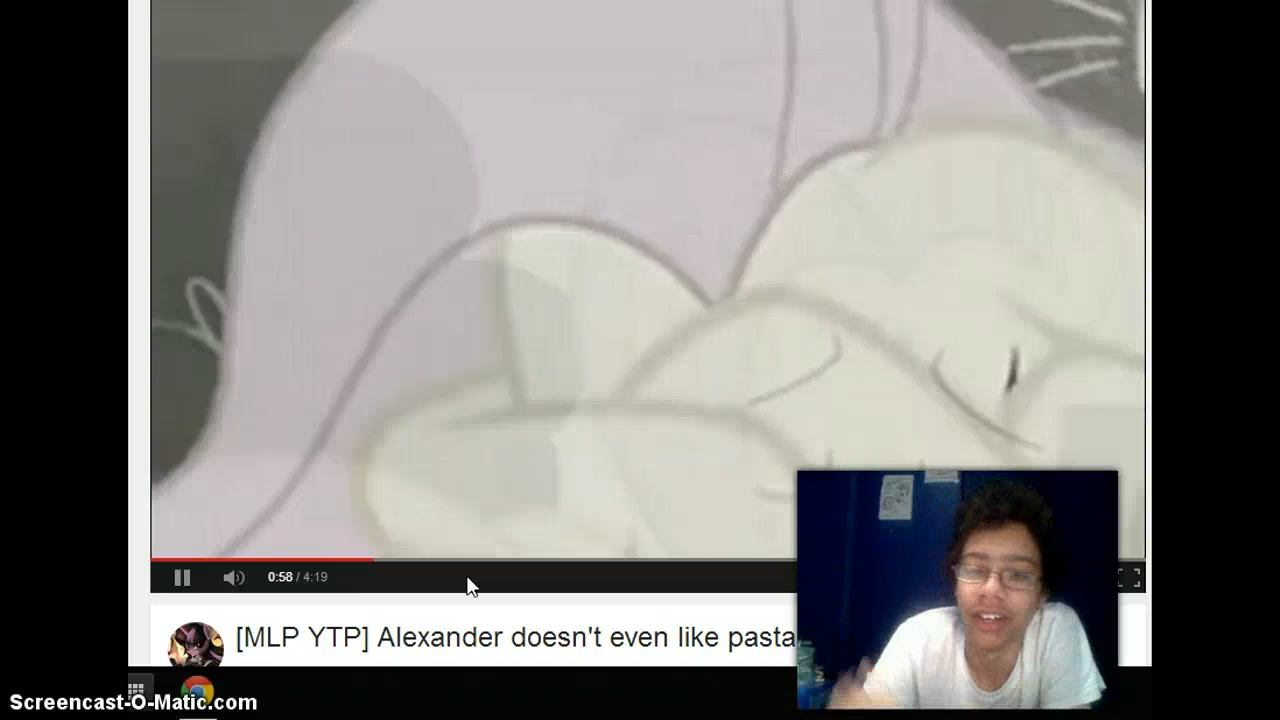 0:58 / 4:19
[MLP YTP] Alexander doesn't even like pasta
Screencast-O-Matic.com